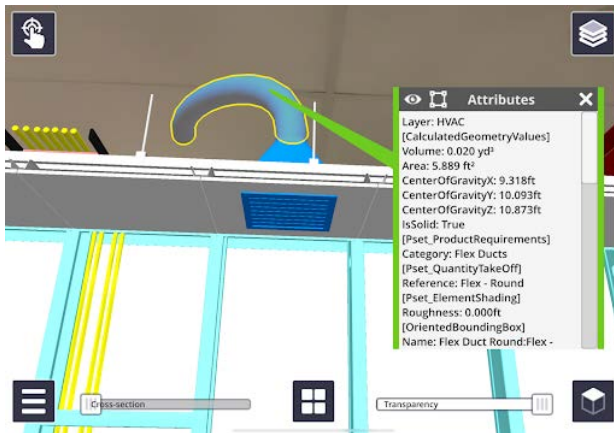 Attributes
Layer: HVAC
[CalculatedGeometryValues]
Volume: 0.020 yd³
Area: 5.889 ft²
CenterOfGravityX: 9.318ft
CenterOfGravityY: 10.093ft
CenterOfGravityZ: 10.873ft
IsSolid: True
[Pset_ProductRequirements]
Category: Flex Ducts
[Pset_QuantityTakeOff]
Reference: Flex - Round
[Pset_ElementShading]
Roughness: 0.000ft
[OrientedBoundingBox]
Name: Flex Duct Round:Flex -
Cross-section
Transparency